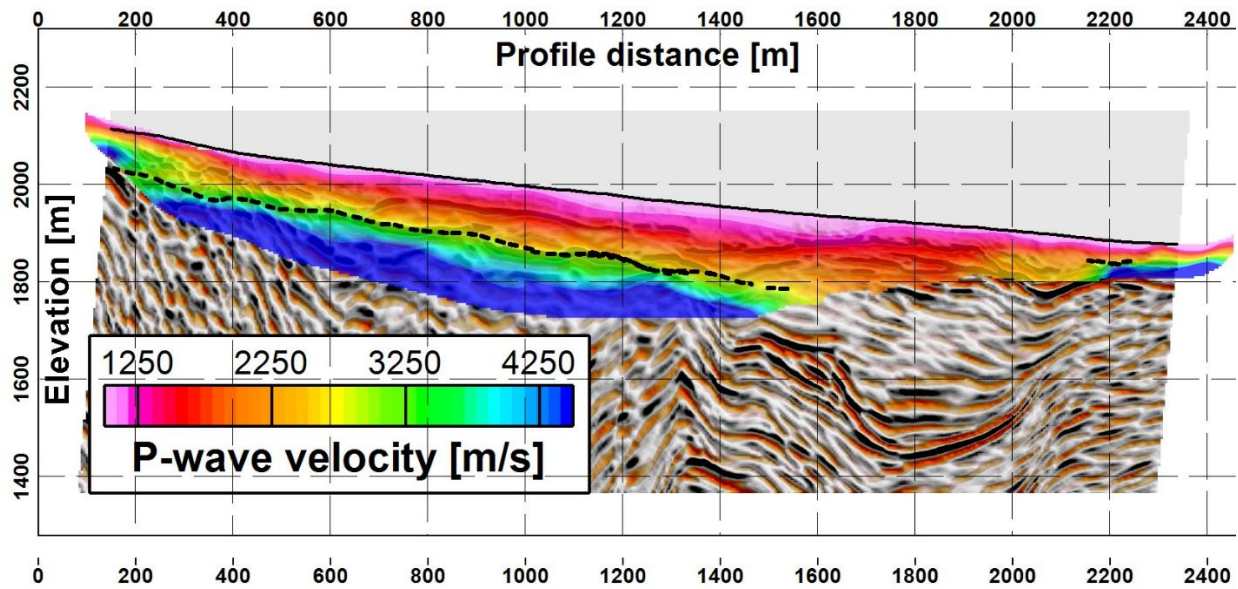 0 200 400 600 800 1000 1200 1400 1600 1800 2000 2200 2400
Profile distance [m]
2200
2000
1800
1600
1400
Elevation [m]
1250 2250 3250 4250
P-wave velocity [m/s]
0 200 400 600 800 1000 1200 1400 1600 1800 2000 2200 2400